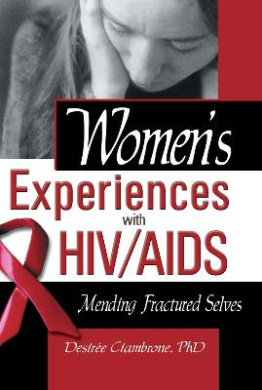 Women's
Experiences
with
HIV/AIDS
Mending Fractured Selves
Desirée Ciambrone, PhD